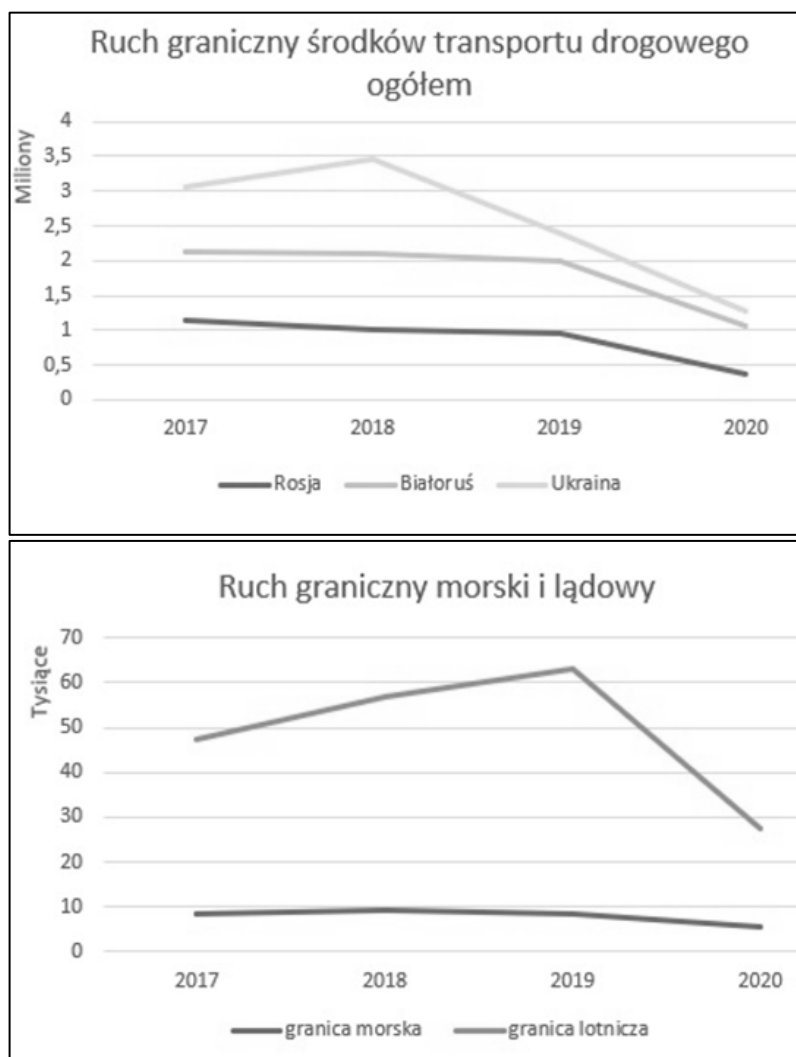 Ruch graniczny środków transportu drogowego
ogółem
Miliony
4
3,5
3
2,5
2
1,5
1
0,5
0
2017 2018 2019 2020
Rosja Białoruś Ukraina
Ruch graniczny morski i lądowy
Tysiące
70
60
50
40
30
20
10
0
2017 2018 2019 2020
granica morska granica lotnicza